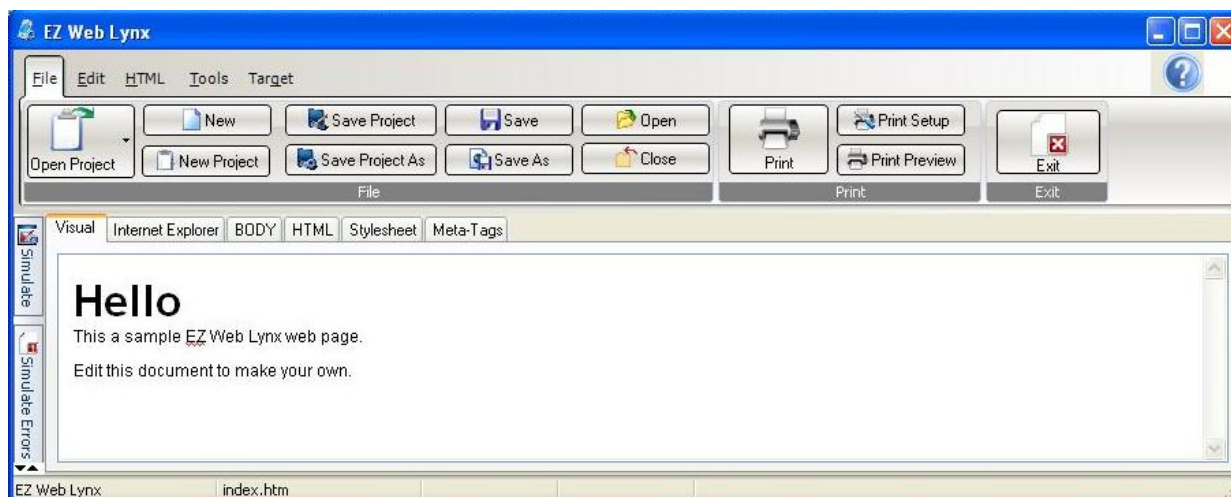 EZ Web Lynx
File Edit HTML Tools Target
New Save Project Save Open Print Setup
Open Project New Project Save Project As Save As Close Print Print Preview Exit
File Print Exit
Visual Internet Explorer BODY HTML Stylesheet Meta-Tags
Simulate
Simulate Errors
Hello
This a sample EZ Web Lynx web page.
Edit this document to make your own.
EZ Web Lynx index.htm